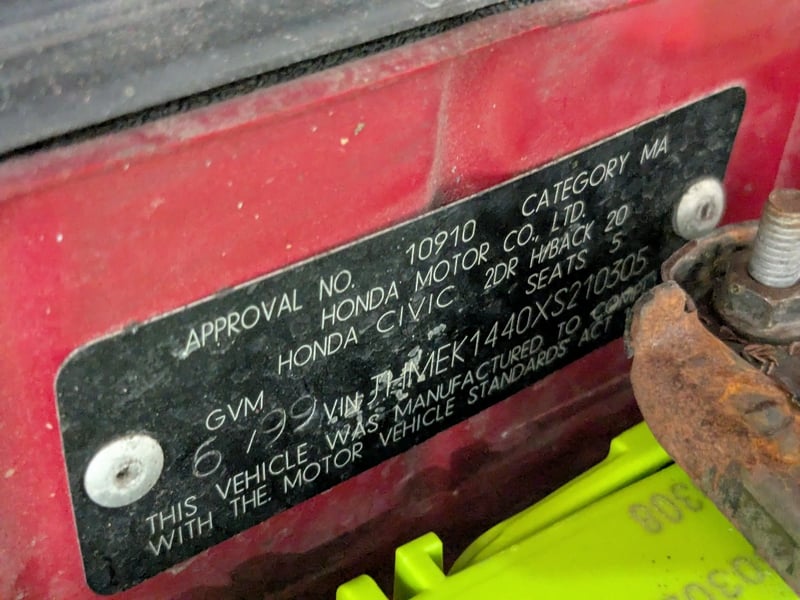 APPROVAL NO. 10910 CATEGORY MA
HONDA MOTOR CO., LTD.
HONDA CIVIC 2DR H/BACK 20
GVM SEATS 5
6 /99 VIN JHMEK1440XS210305
THIS VEHICLE WAS MANUFACTURED TO COMPLY
WITH THE MOTOR VEHICLE STANDARDS ACT
308